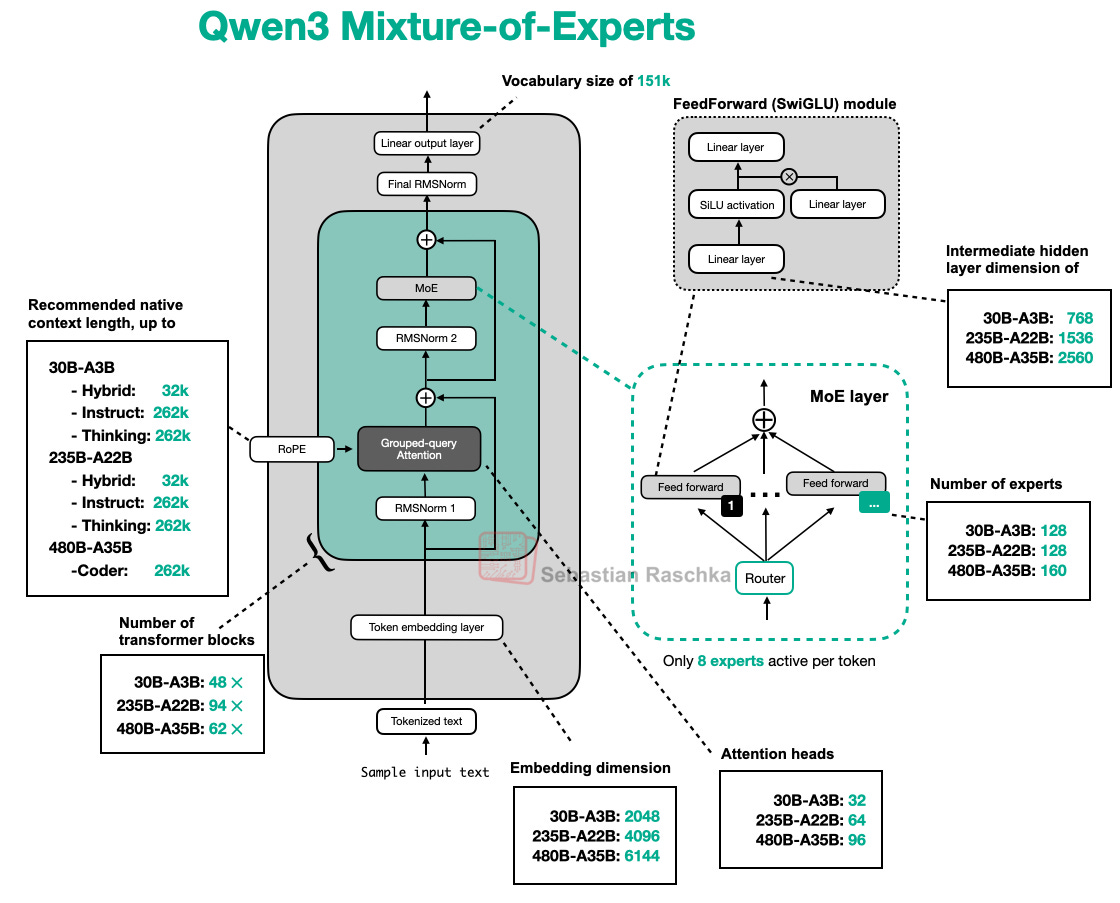 Qwen3 Mixture-of-Experts
Vocabulary size of 151k
Linear output layer
Final RMSNorm
MoE
RMSNorm 2
Grouped-query
Attention
RoPE
RMSNorm 1
Token embedding layer
Tokenized text
Sample input text
Recommended native
context length, up to
30B-A3B
- Hybrid: 32k
- Instruct: 262k
- Thinking: 262k
235B-A22B
- Hybrid: 32k
- Instruct: 262k
- Thinking: 262k
480B-A35B
-Coder: 262k
Number of
transformer blocks
30B-A3B: 48 ×
235B-A22B: 94 ×
480B-A35B: 62 ×
Embedding dimension
30B-A3B: 2048
235B-A22B: 4096
480B-A35B: 6144
FeedForward (SwiGLU) module
Linear layer
SiLU activation
Linear layer
Linear layer
Intermediate hidden
layer dimension of
30B-A3B: 768
235B-A22B: 1536
480B-A35B: 2560
MoE layer
Feed forward
1
...
Feed forward
...
Router
Only 8 experts active per token
Number of experts
30B-A3B: 128
235B-A22B: 128
480B-A35B: 160
Attention heads
30B-A3B: 32
235B-A22B: 64
480B-A35B: 96
Sebastian Raschka